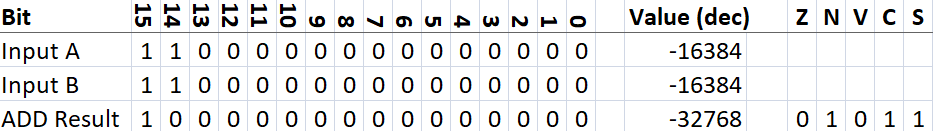 Bit 15 14 13 12 11 10 9 8 7 6 5 4 3 2 1 0 Value (dec) Z N V C S
Input A 1 1 0 0 0 0 0 0 0 0 0 0 0 0 0 0 -16384
Input B 1 1 0 0 0 0 0 0 0 0 0 0 0 0 0 0 -16384
ADD Result 1 0 0 0 0 0 0 0 0 0 0 0 0 0 0 0 -32768 0 1 0 1 1